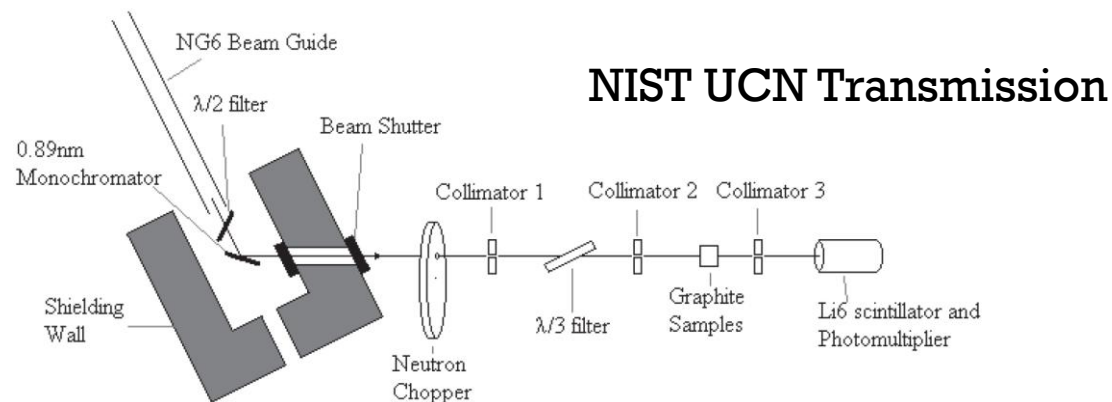 NG6 Beam Guide
NIST UCN Transmission
λ/2 filter
Beam Shutter
0.89nm
Monochromator
Collimator 1
Collimator 2
Collimator 3
Shielding
Wall
Neutron
Chopper
λ/3 filter
Graphite
Samples
Li6 scintillator and
Photomultiplier